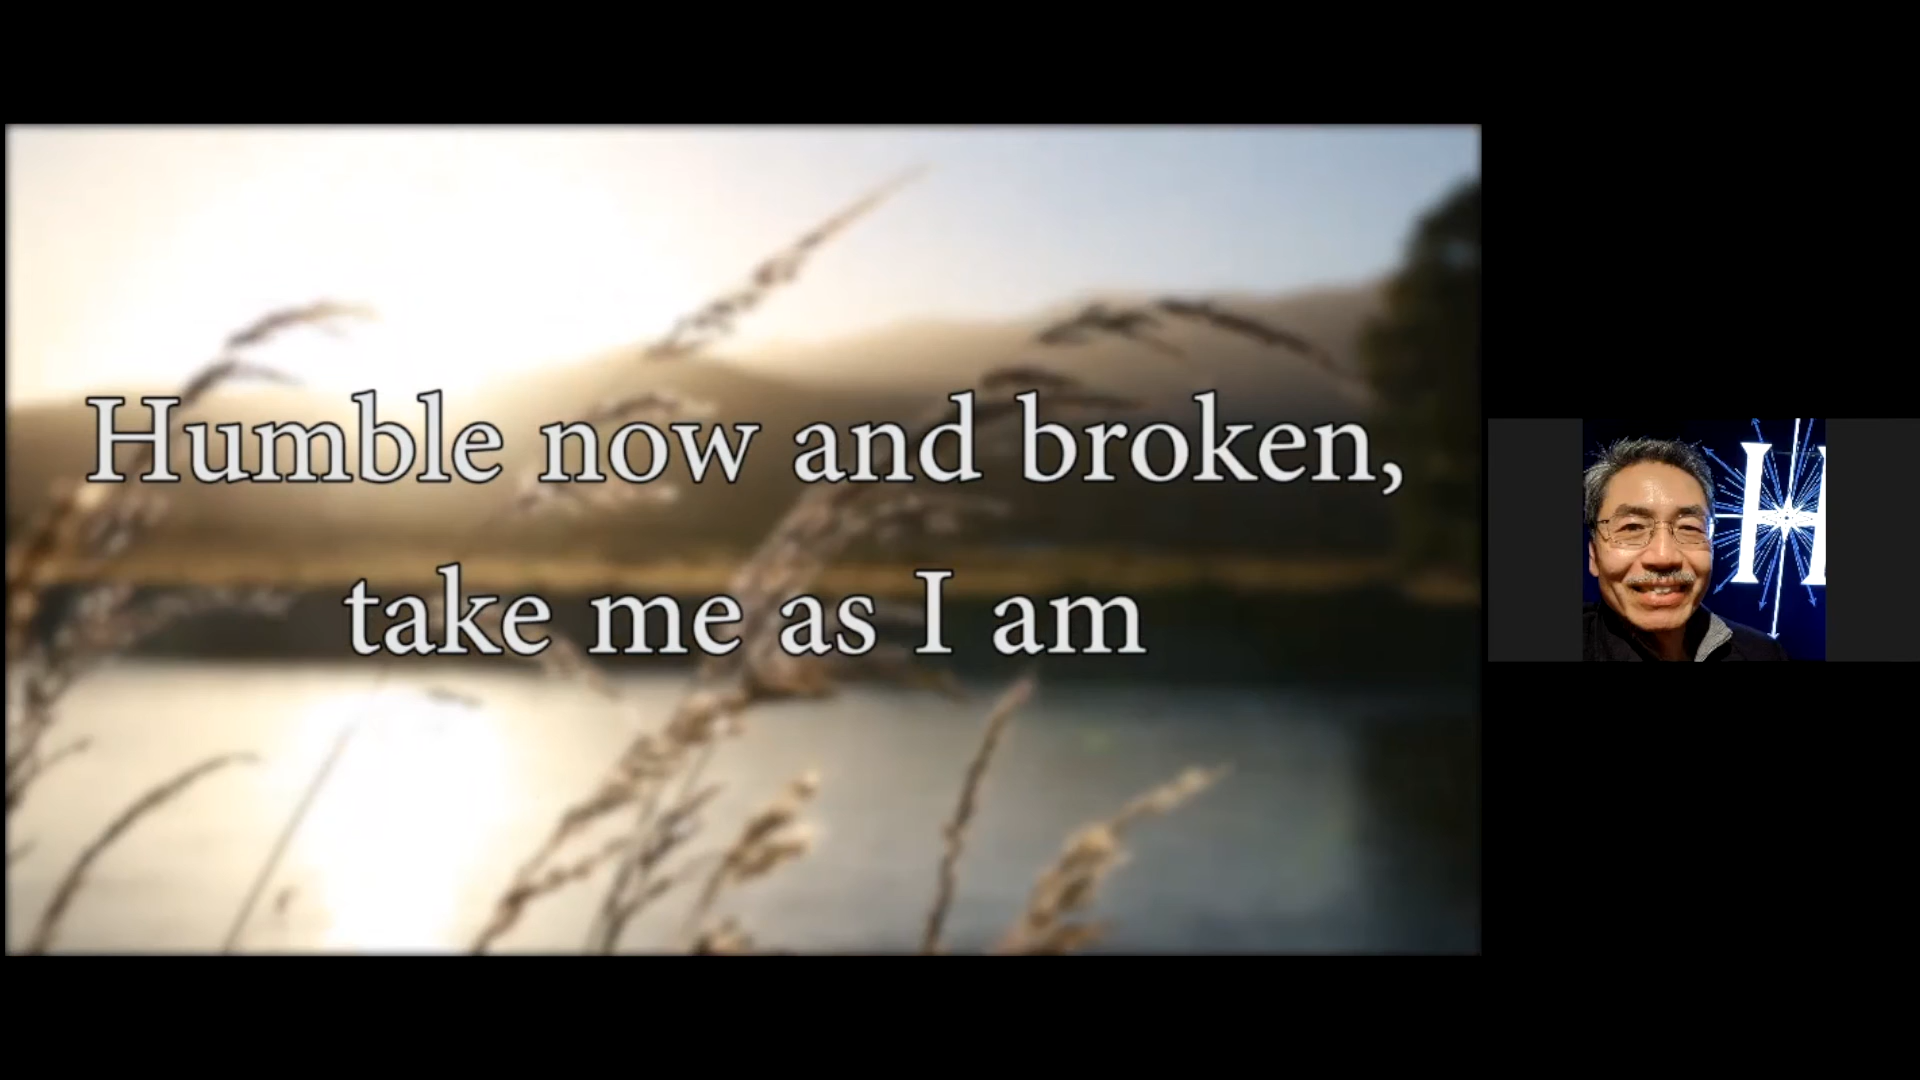 Humble now and broken,
take me as I am
H